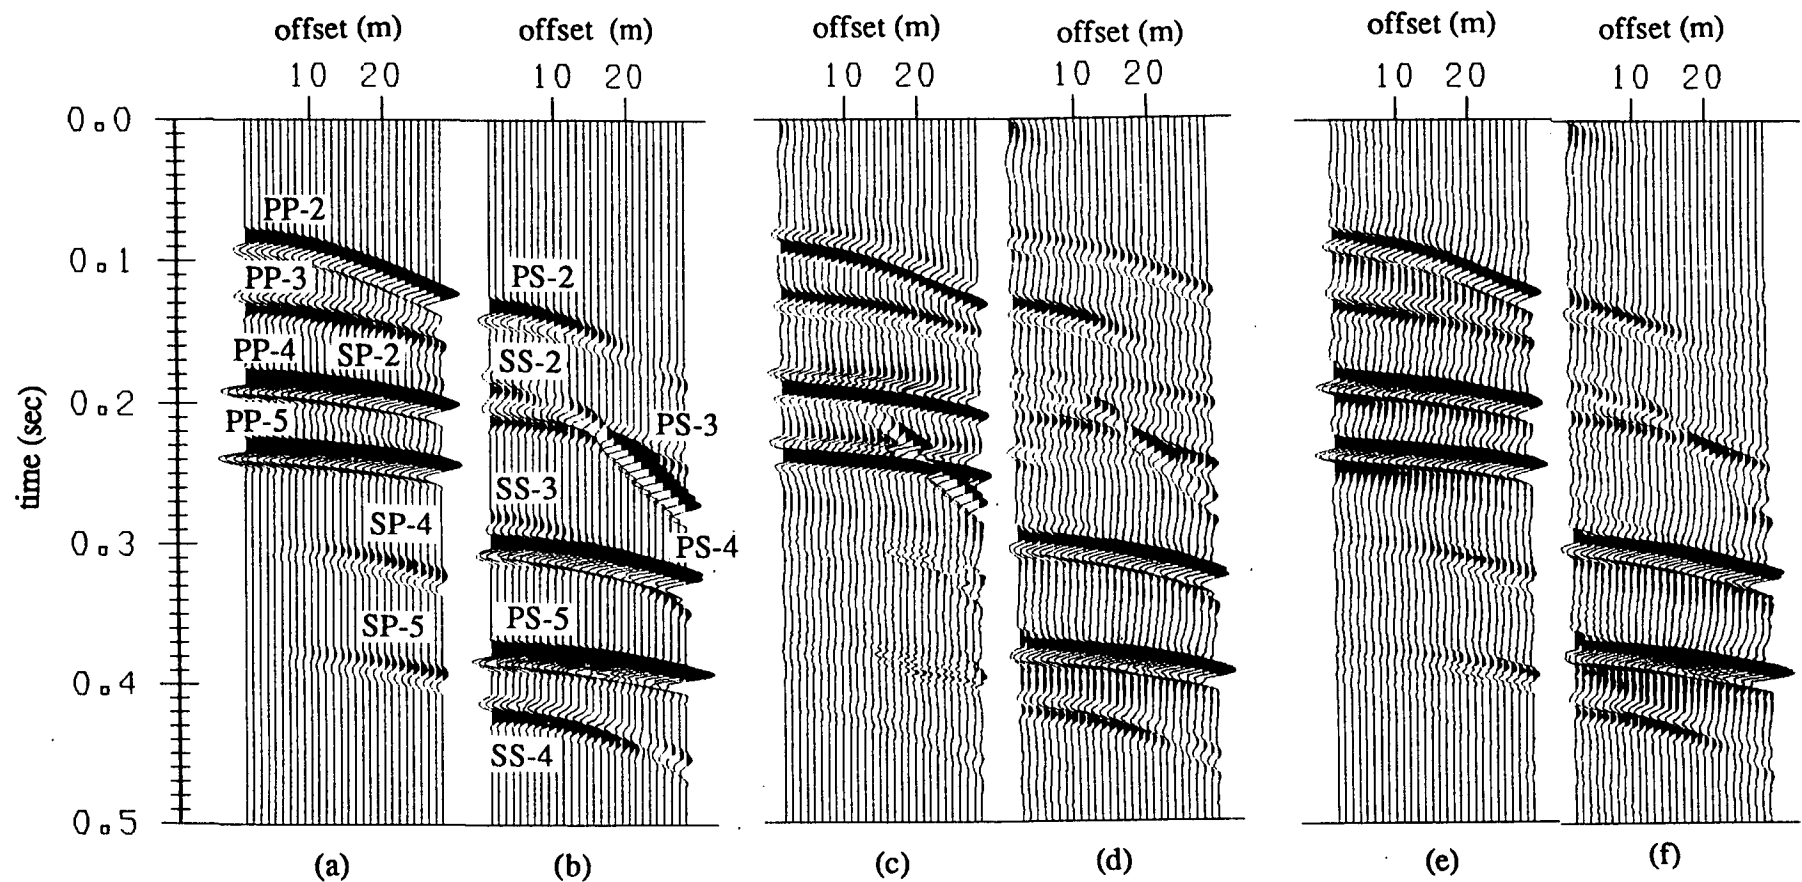 offset (m) offset (m) offset (m) offset (m) offset (m) offset (m)
10 20 10 20 10 20 10 20 10 20 10 20
0.0
PP-2
0.1
PP-3 PS-2
PP-4 SP-2 SS-2
0.2
PP-5 PS-3
time (sec)
SS-3
SP-4
0.3 PS-4
SP-5 PS-5
0.4
SS-4
0.5
(a) (b) (c) (d) (e) (f)